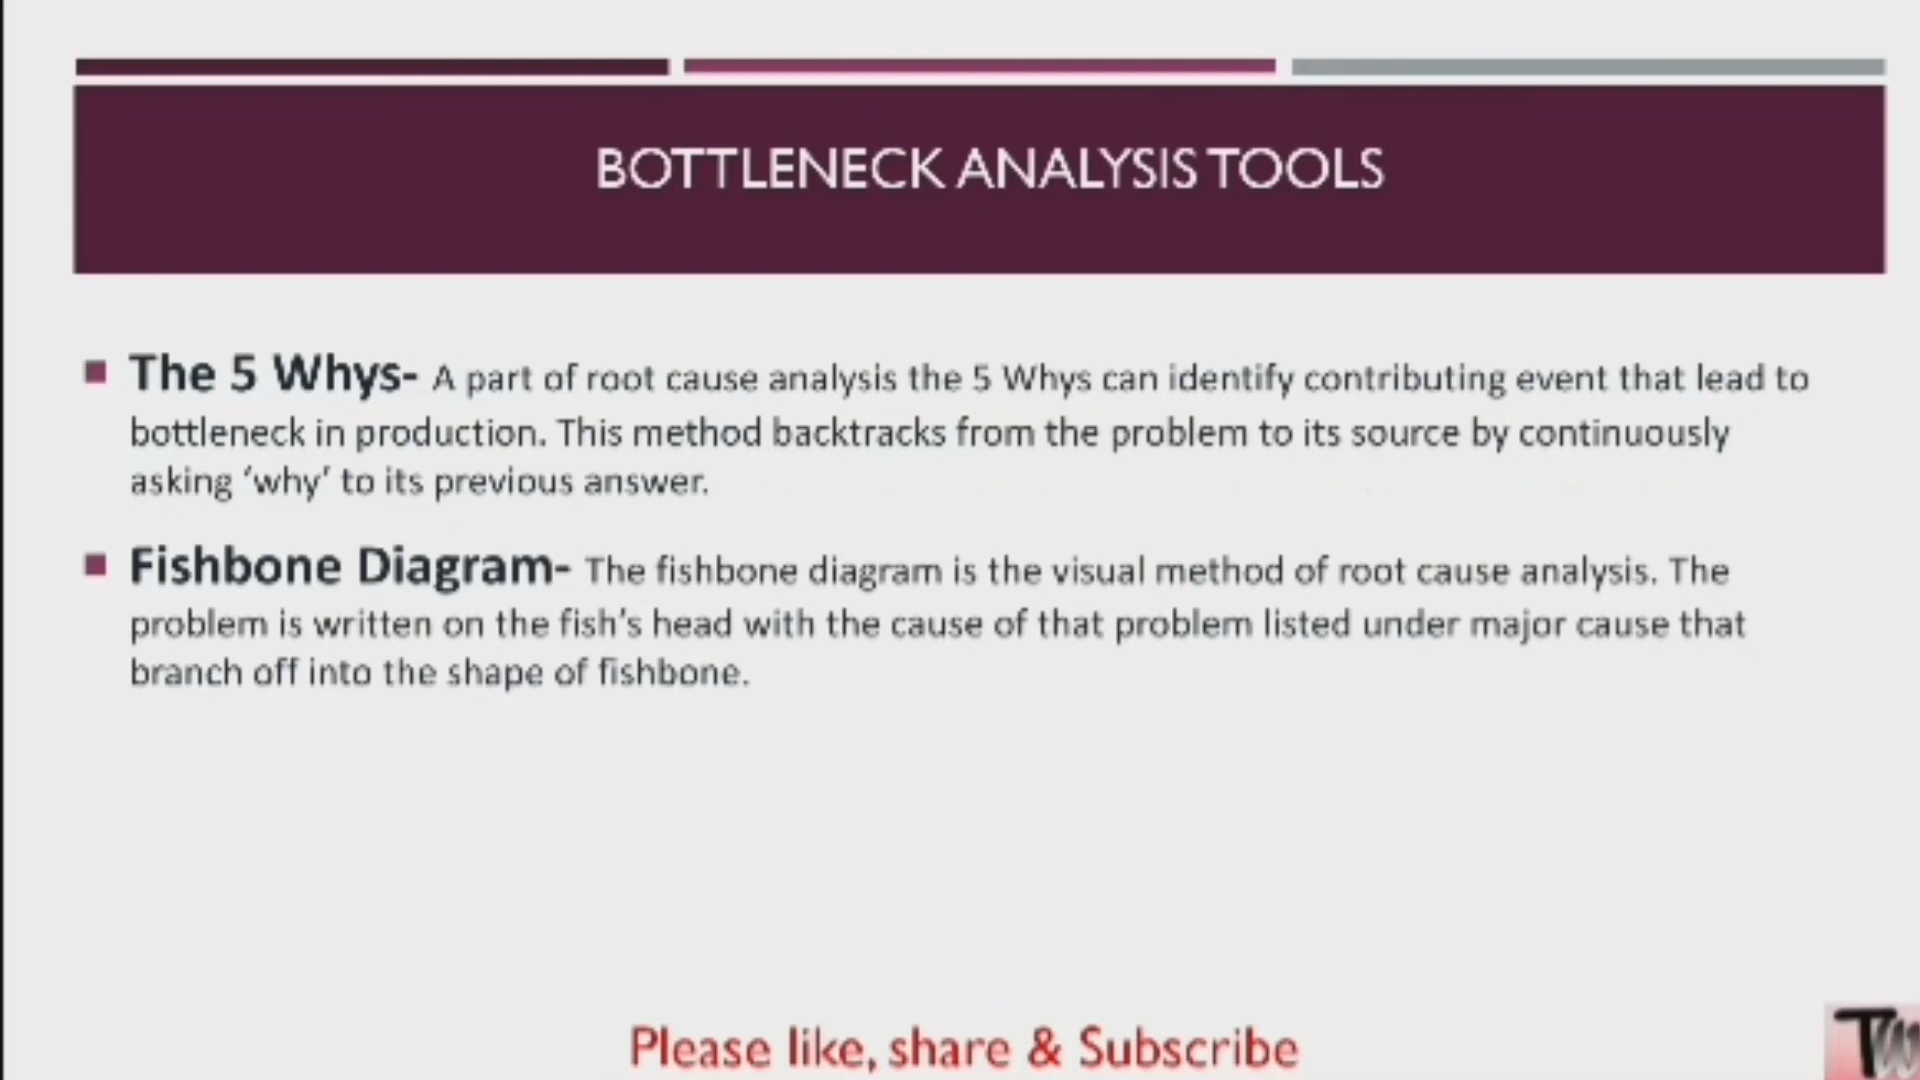 BOTTLENECK ANALYSIS TOOLS
The 5 Whys- A part of root cause analysis the 5 Whys can identify contributing event that lead to
bottleneck in production. This method backtracks from the problem to its source by continuously
asking ‘why’ to its previous answer.
Fishbone Diagram- The fishbone diagram is the visual method of root cause analysis. The
problem is written on the fish’s head with the cause of that problem listed under major cause that
branch off into the shape of fishbone.
Please like, share & Subscribe
TW